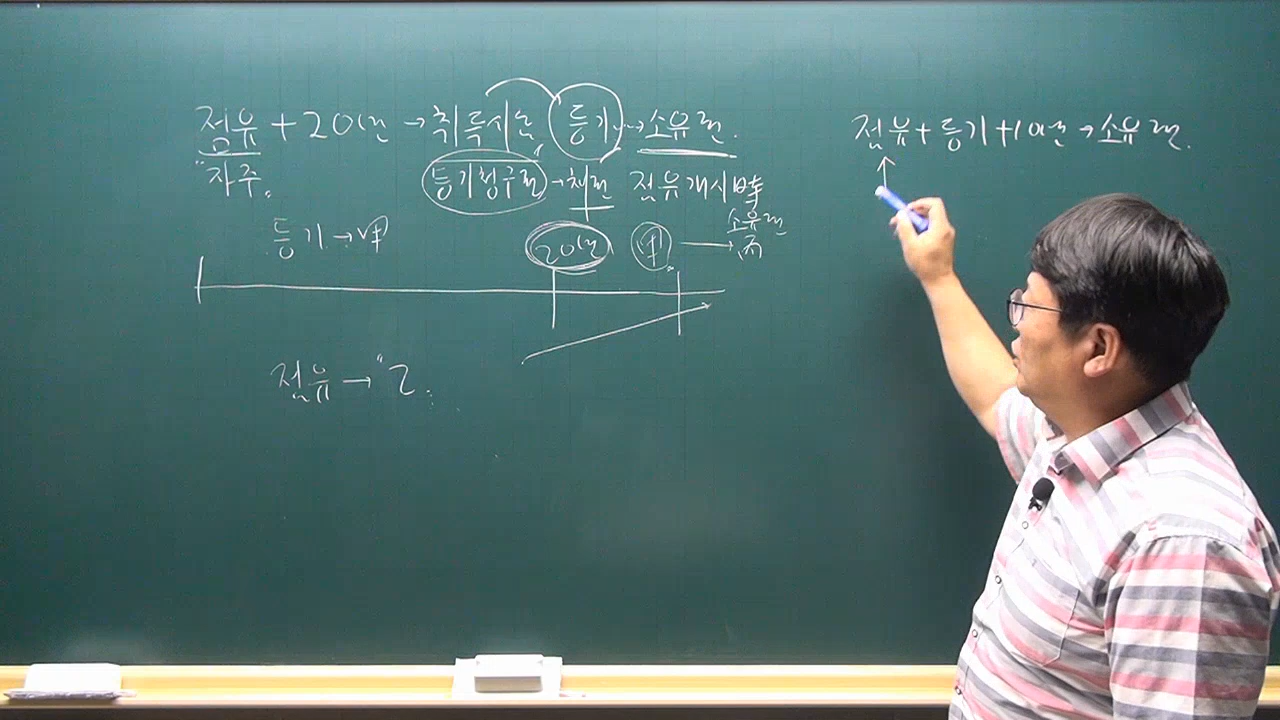 점유+20년→취득시효, 등기→소유권.
"자주.
등기청구권→채권 점유개시時
등기→甲
20년 甲→丙
소유권
점유→"乙
점유+등기+10년→소유권.